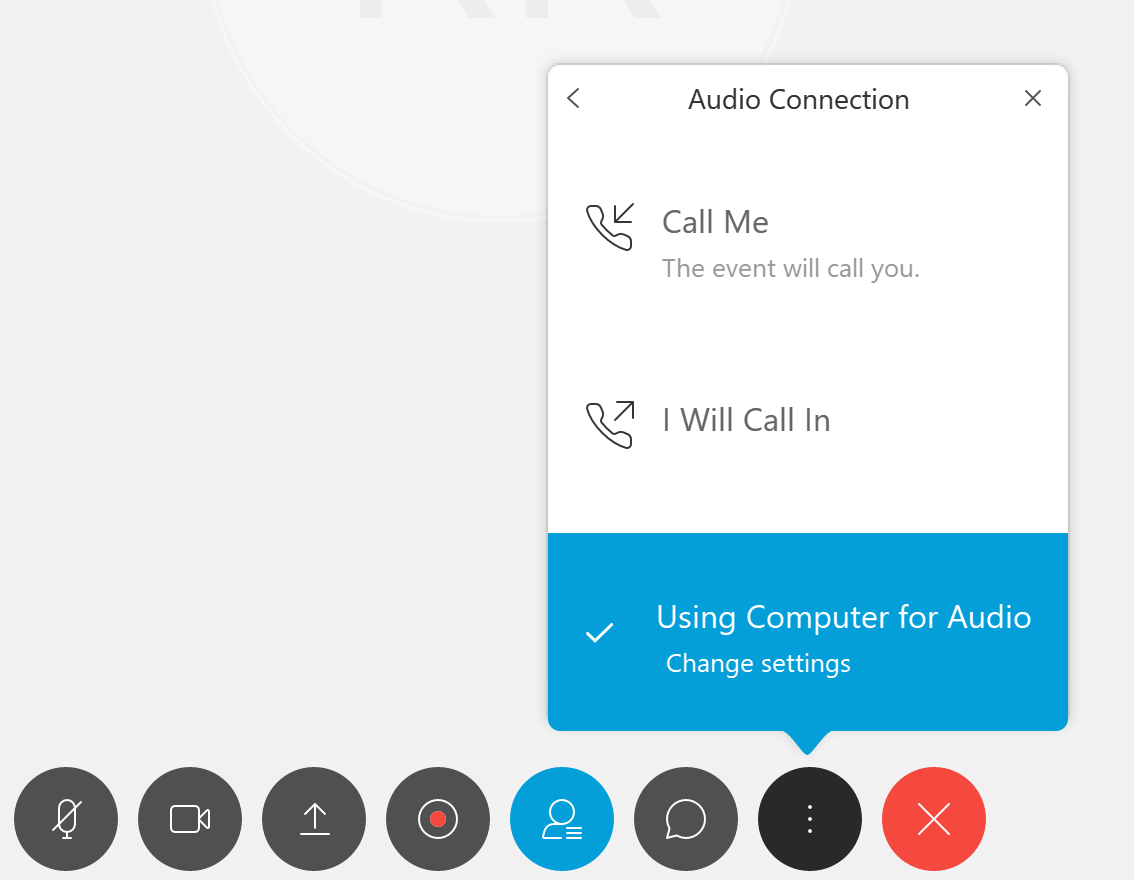 Audio Connection
Call Me
The event will call you.
I Will Call In
Using Computer for Audio
Change settings